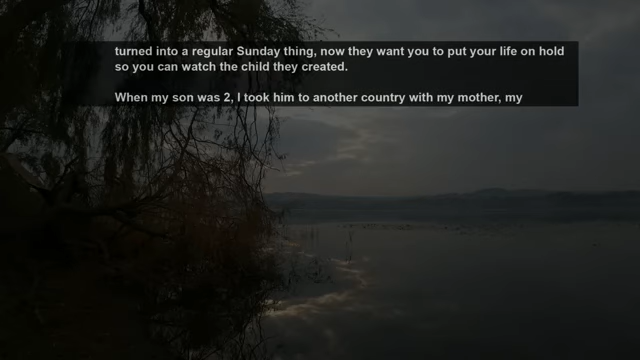 turned into a regular Sunday thing, now they want you to put your life on hold
so you can watch the child they created.
When my son was 2, I took him to another country with my mother, my